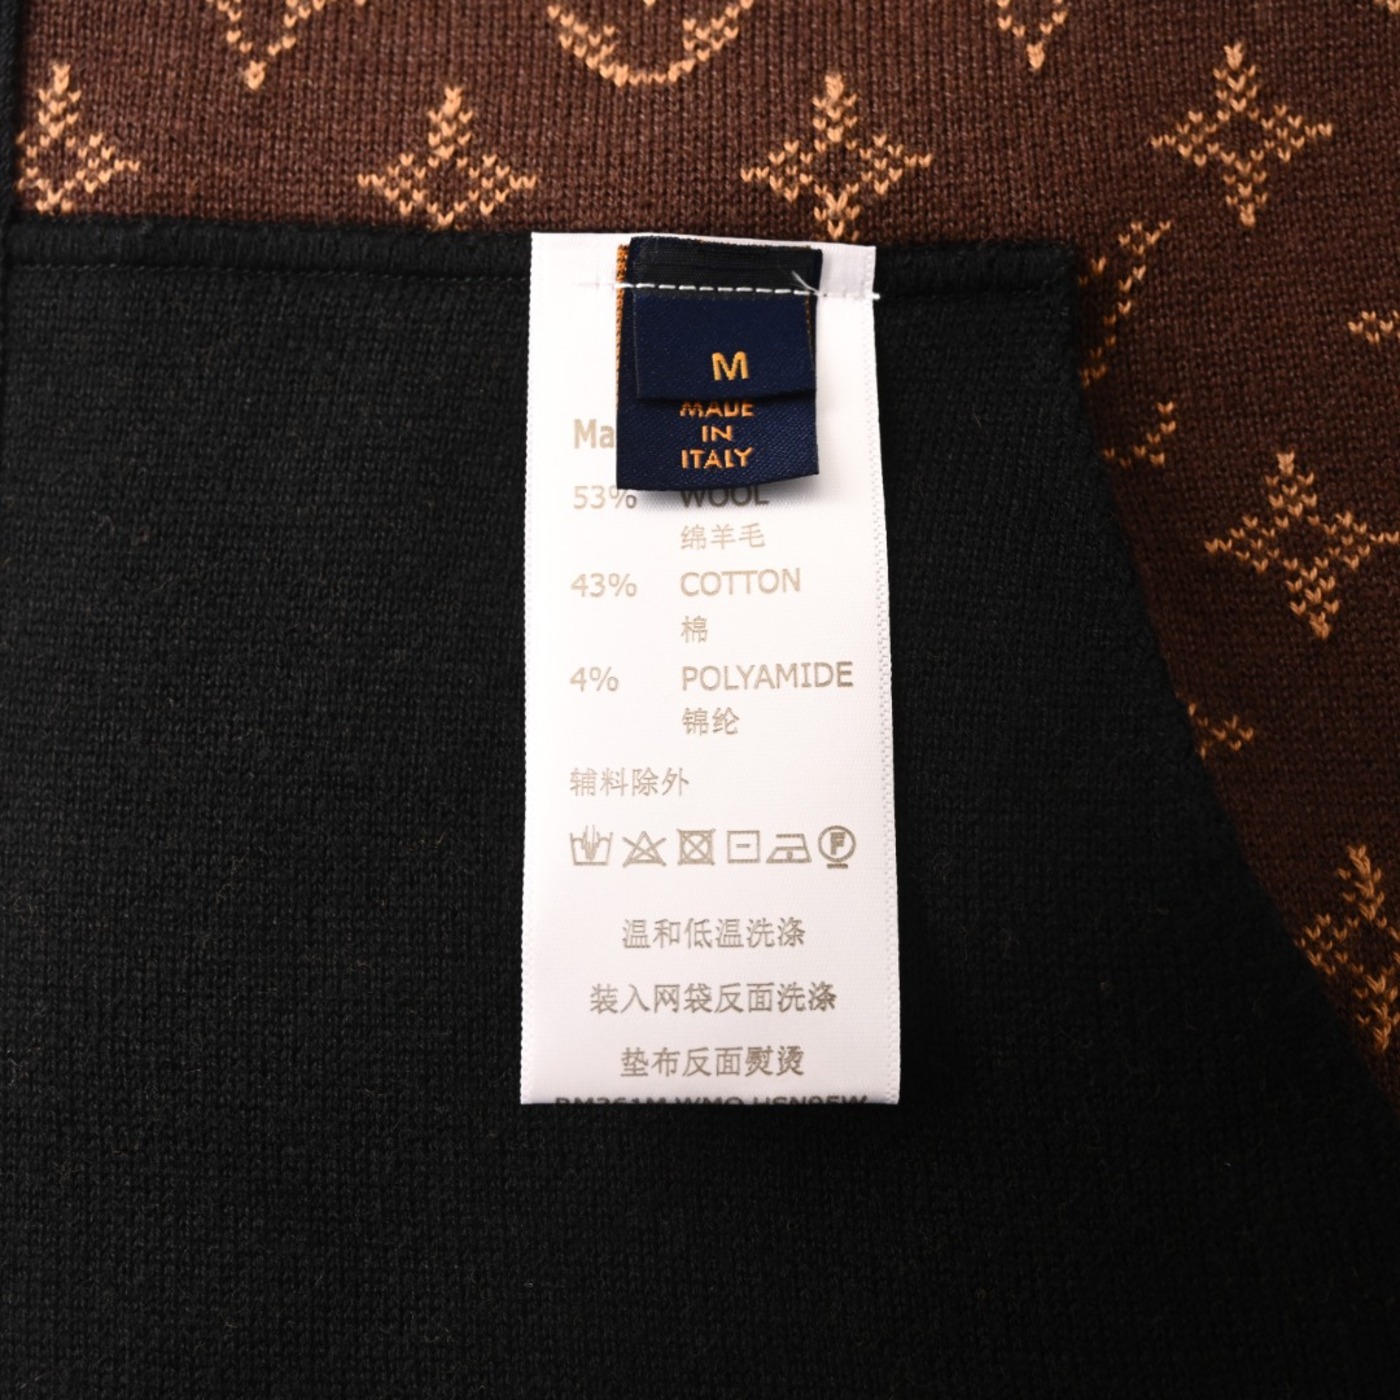 M
MADE
IN
ITALY
Ma
53% WOOL
绵羊毛
43% COTTON
棉
4% POLYAMIDE
锦纶
辅料除外
F
温和低温洗涤
装入网袋反面洗涤
垫布反面熨烫